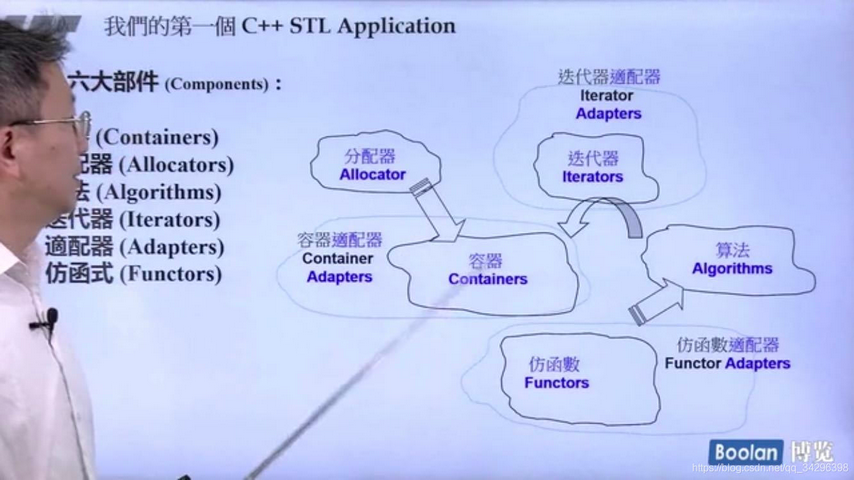 我們的第一個 C++ STL Application
六大部件 (Components)：
(Containers)
配器 (Allocators)
法 (Algorithms)
迭代器 (Iterators)
適配器 (Adapters)
仿函式 (Functors)
迭代器適配器
Iterator
Adapters
分配器
Allocator
迭代器
Iterators
容器適配器
Container
Adapters
容器
Containers
算法
Algorithms
仿函數
Functors
仿函數適配器
Functor Adapters
Boolan 博览
https://blog.csdn.net/qq_34296398